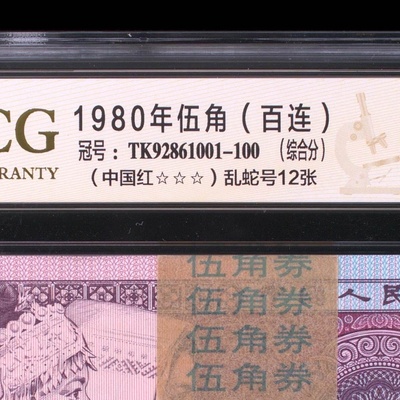 CG
RRANTY
1980年伍角（百连）
冠号：TK92861001-100 （综合分）
（中国红☆☆☆）乱蛇号12张
伍角券
伍角券
伍角券
伍角券
人民